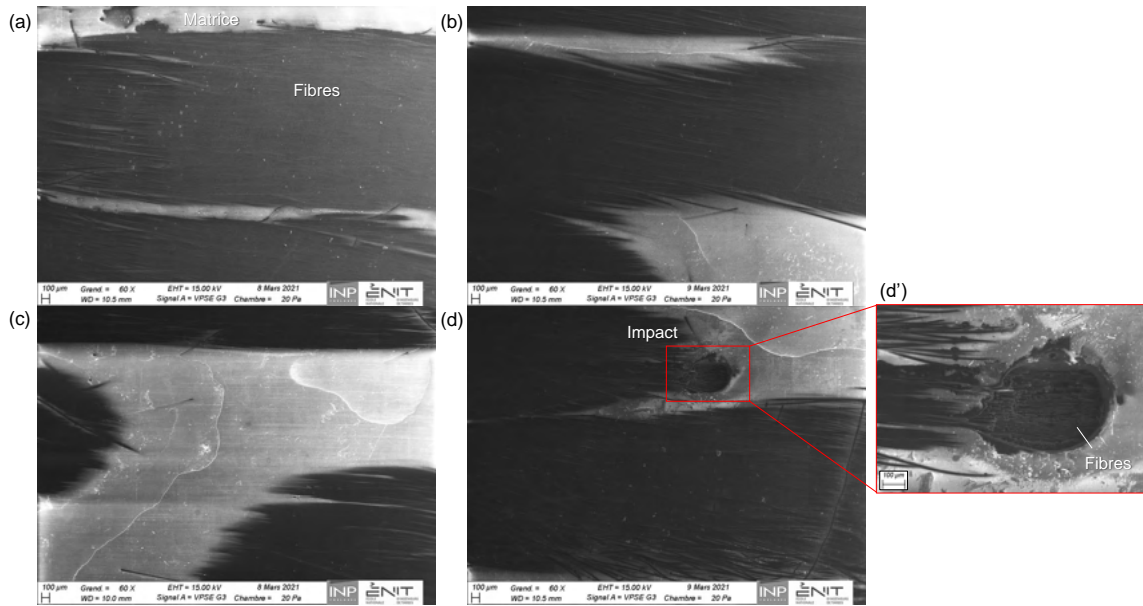 (a)
Matrice
Fibres
100 µm
Grand. = 60 X
EHT = 15.00 kV
8 Mars 2021
WD = 10.5 mm
Signal A = VPSE G3
Chambre = 20 Pa
INP
ENIT
(b)
100 µm
Grand. = 60 X
EHT = 15.00 kV
9 Mars 2021
WD = 10.5 mm
Signal A = VPSE G3
Chambre = 20 Pa
INP
ENIT
(c)
100 µm
Grand. = 60 X
EHT = 15.00 kV
8 Mars 2021
WD = 10.0 mm
Signal A = VPSE G3
Chambre = 20 Pa
INP
ENIT
(d)
Impact
100 µm
Grand. = 60 X
EHT = 15.00 kV
9 Mars 2021
WD = 10.5 mm
Signal A = VPSE G3
Chambre = 20 Pa
INP
ENIT
(d')
Fibres
100 µm